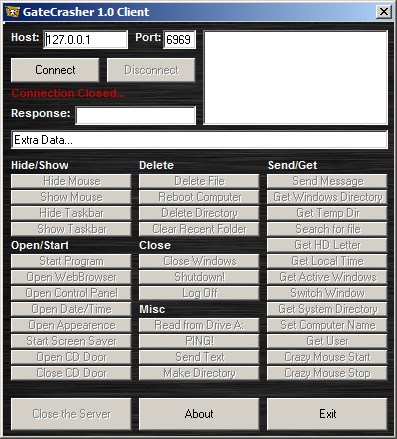 GateCrasher 1.0 Client
Host: 127.0.0.1 Port: 6969
Connect Disconnect
Connection Closed...
Response:
Extra Data...
Hide/Show
Hide Mouse
Show Mouse
Hide Taskbar
Show Taskbar
Open/Start
Start Program
Open WebBrowser
Open Control Panel
Open Date/Time
Open Appearence
Start Screen Saver
Open CD Door
Close CD Door
Delete
Delete File
Reboot Computer
Delete Directory
Clear Recent Folder
Close
Close Windows
Shutdown!
Log Off
Misc
Read from Drive A:
PING!
Send Text
Make Directory
Send/Get
Send Message
Get Windows Directory
Get Temp Dir
Search for file
Get HD Letter
Get Local Time
Get Active Windows
Switch Window
Get System Directory
Set Computer Name
Get User
Crazy Mouse Start
Crazy Mouse Stop
Close the Server About Exit